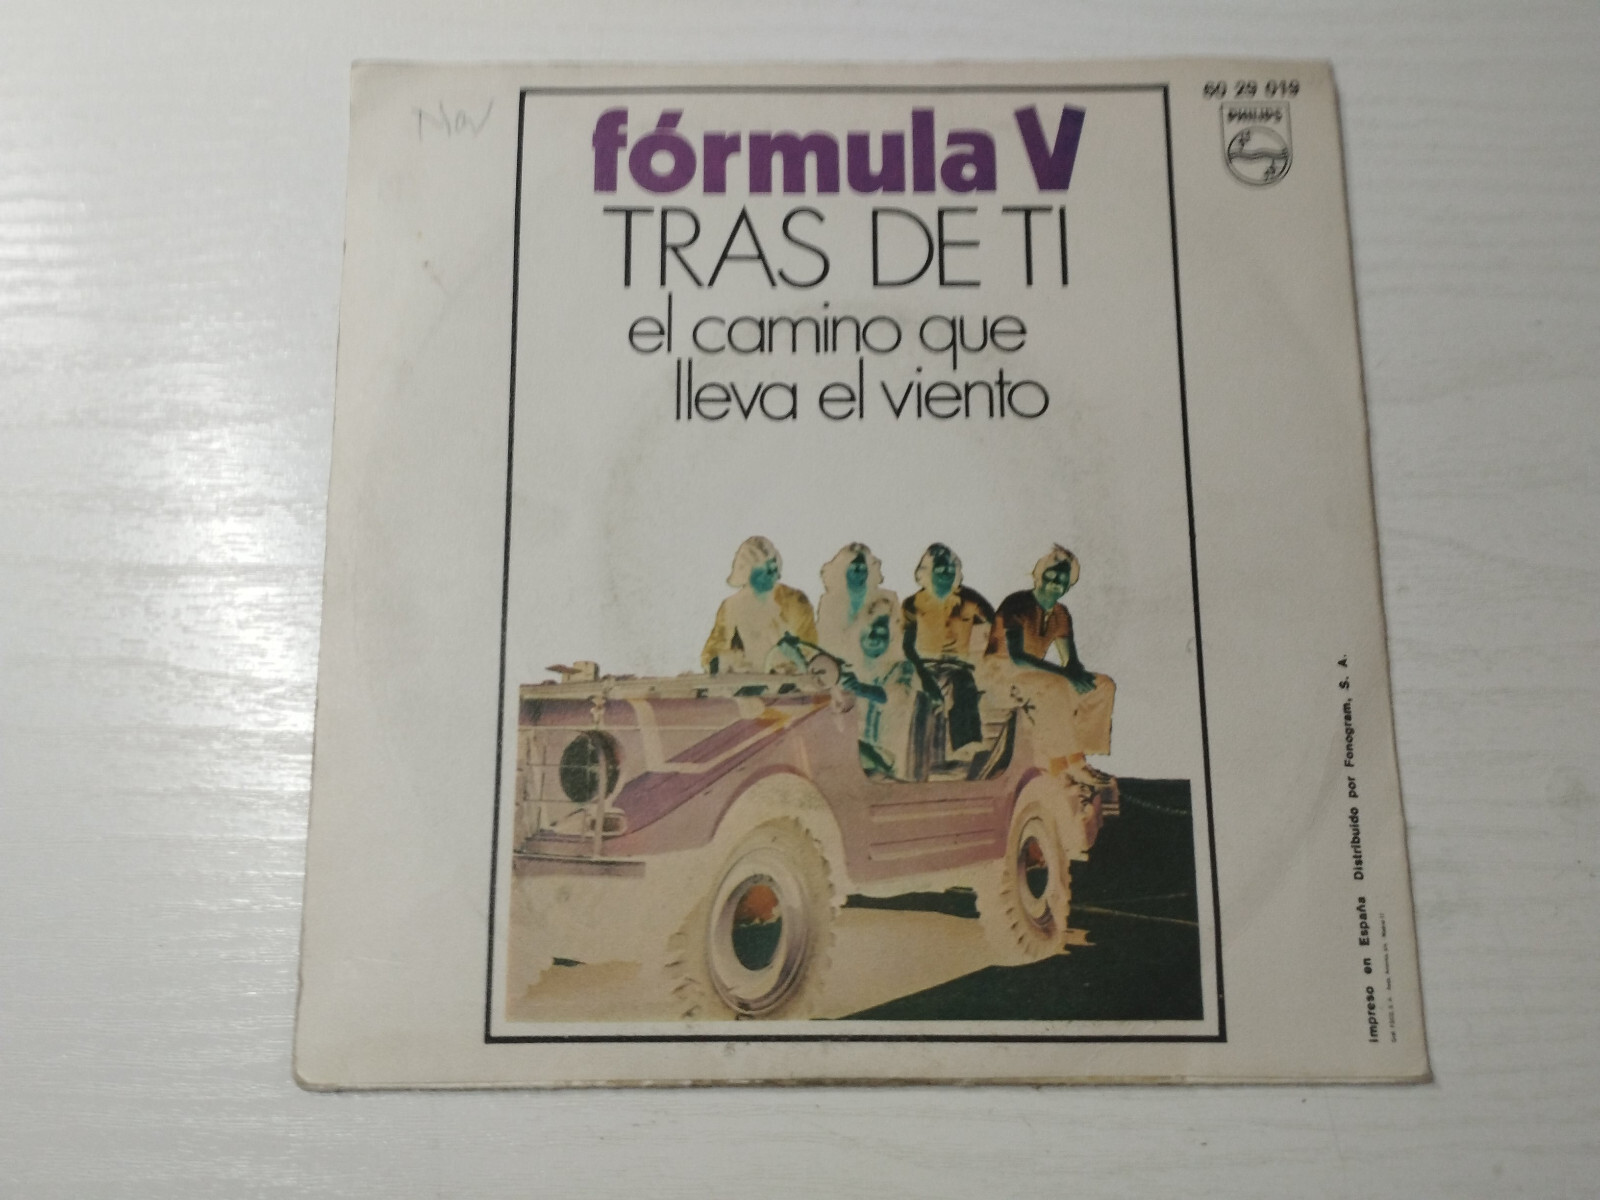 Nov
60 29 019
PHILIPS
fórmula V
TRAS DE TI
el camino que
lleva el viento
Impreso en España Distribuido por Fonogram, S. A.